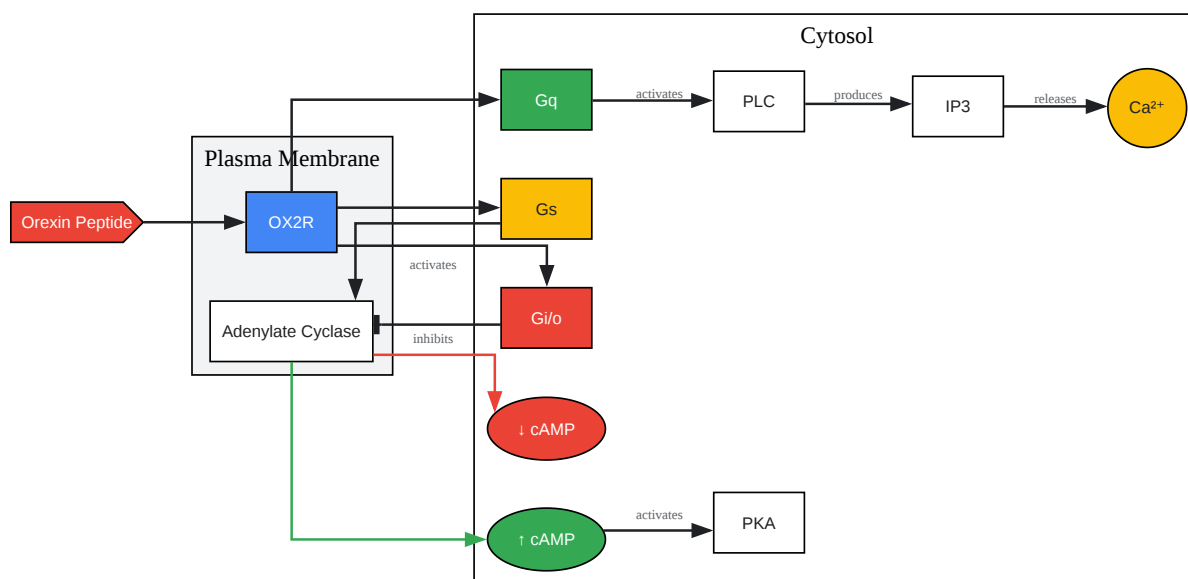 Cytosol
Gq
activates
PLC
produces
IP3
releases
Ca²⁺
Plasma Membrane
Orexin Peptide
OX2R
Gs
activates
Gi/o
Adenylate Cyclase
inhibits
↓ cAMP
activates
PKA
↑ cAMP